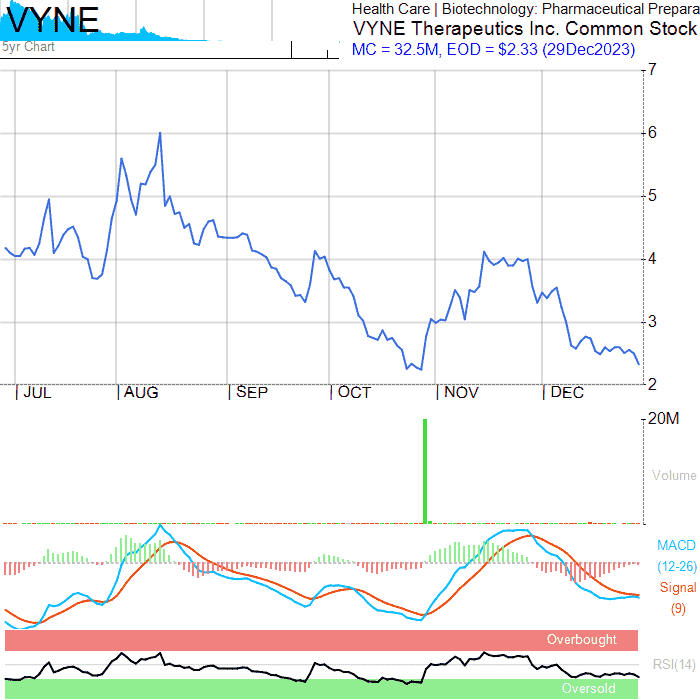 VYNE
5yr Chart
Health Care | Biotechnology: Pharmaceutical Prepara
VYNE Therapeutics Inc. Common Stock
MC = 32.5M, EOD = $2.33 (29Dec2023)
7
6
5
4
3
2
JUL AUG SEP OCT NOV DEC
20M
Volume
MACD
(12-26)
Signal
(9)
Overbought
RSI(14)
Oversold